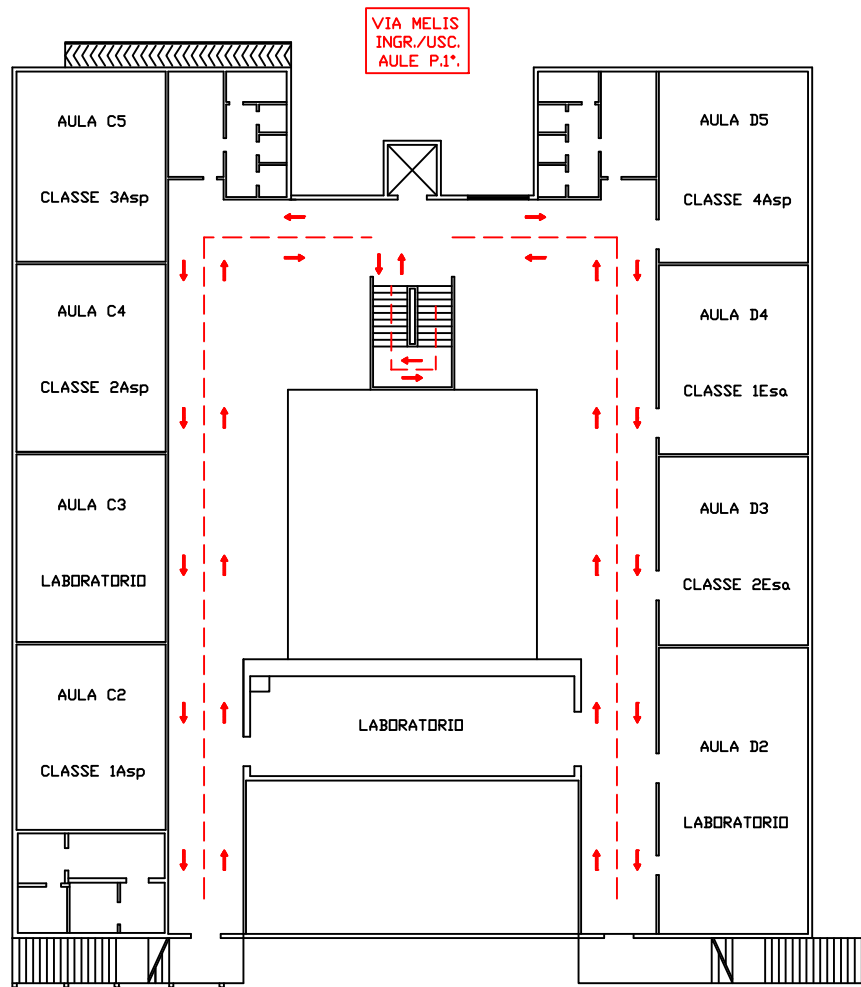 VIA MELIS
INGR./USC.
AULE P.1°.
AULA C5
CLASSE 3Asp
AULA D5
CLASSE 4Asp
AULA C4
CLASSE 2Asp
AULA D4
CLASSE 1Esa
AULA C3
LABORATORIO
AULA D3
CLASSE 2Esa
AULA C2
CLASSE 1Asp
LABORATORIO
AULA D2
LABORATORIO